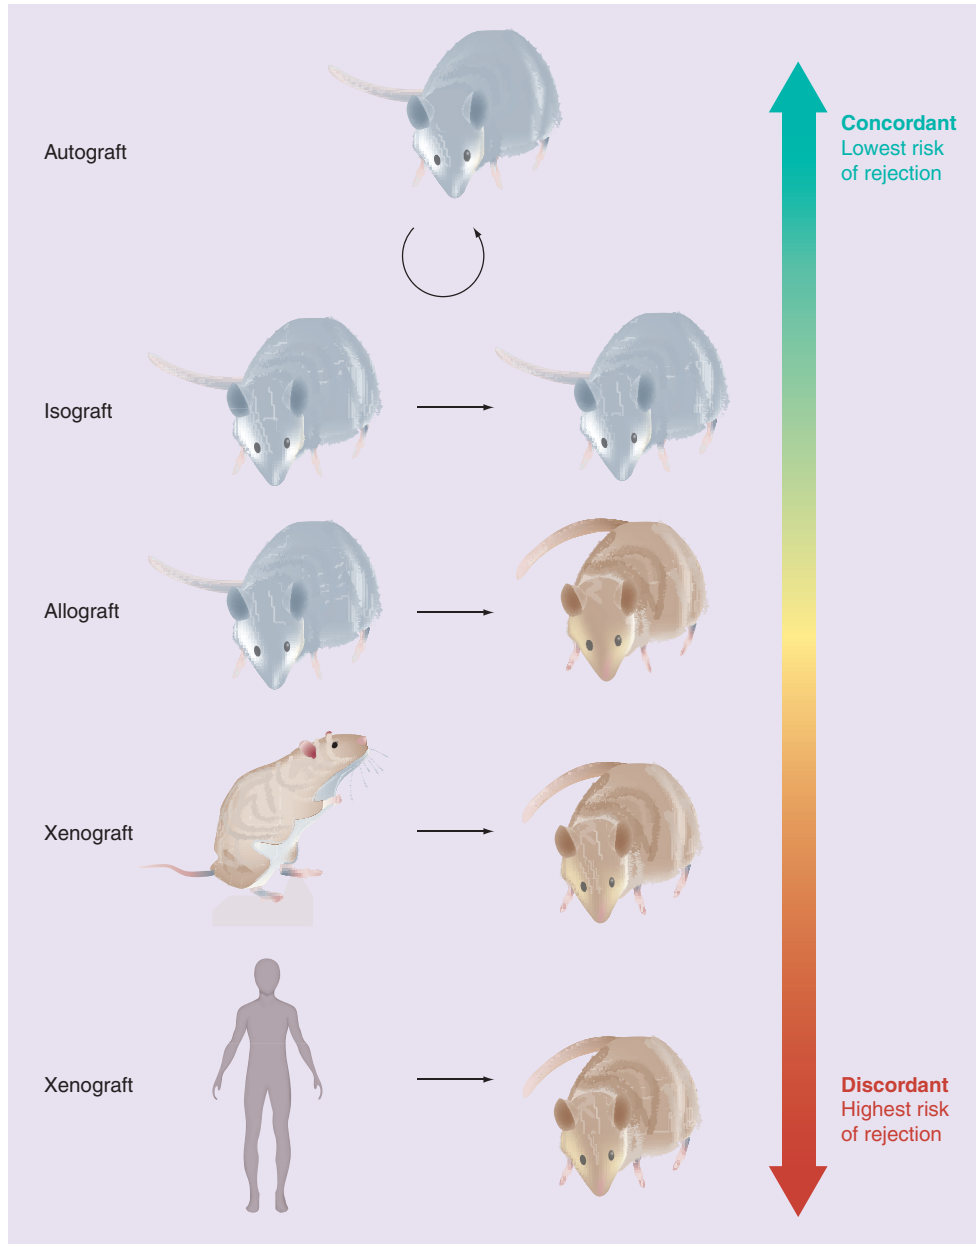 Autograft
Concordant
Lowest risk
of rejection
Isograft
Allograft
Xenograft
Xenograft
Discordant
Highest risk
of rejection